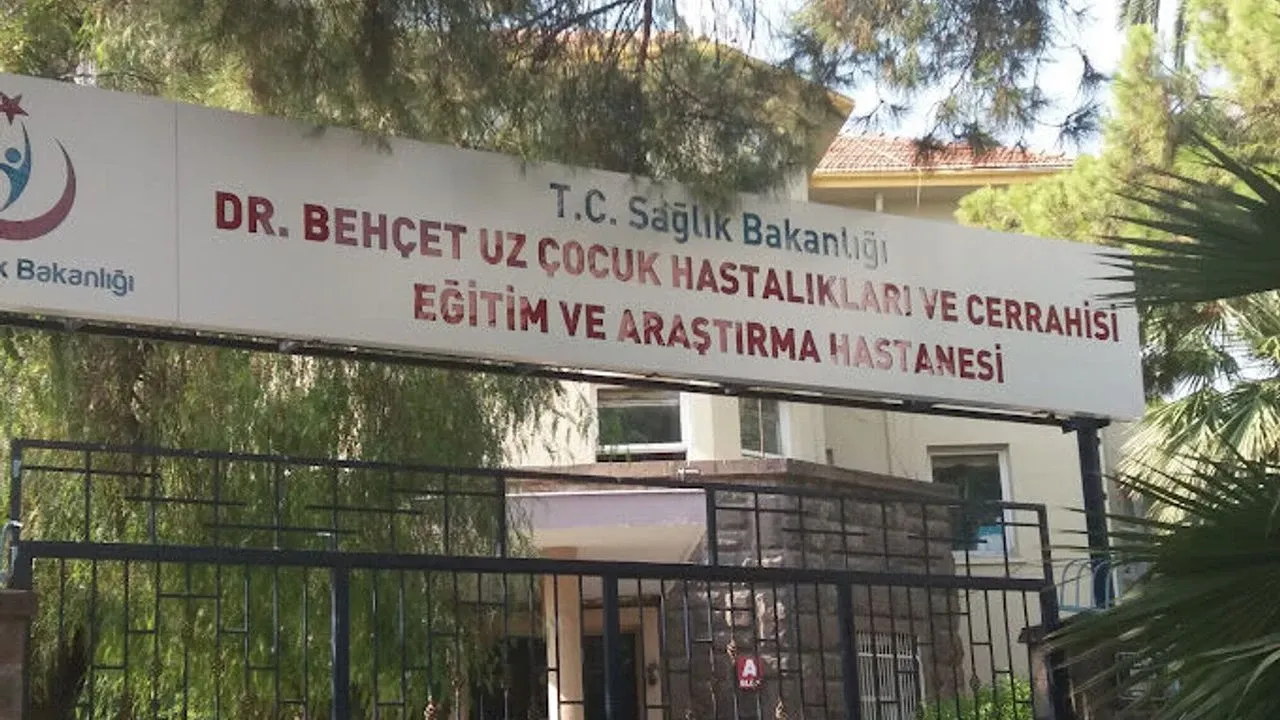 T.C. Sağlık Bakanlığı
DR. BEHÇET UZ ÇOCUK HASTALIKLARI VE CERRAHİSİ
EĞİTİM VE ARAŞTIRMA HASTANESİ
Bakanlığı
A